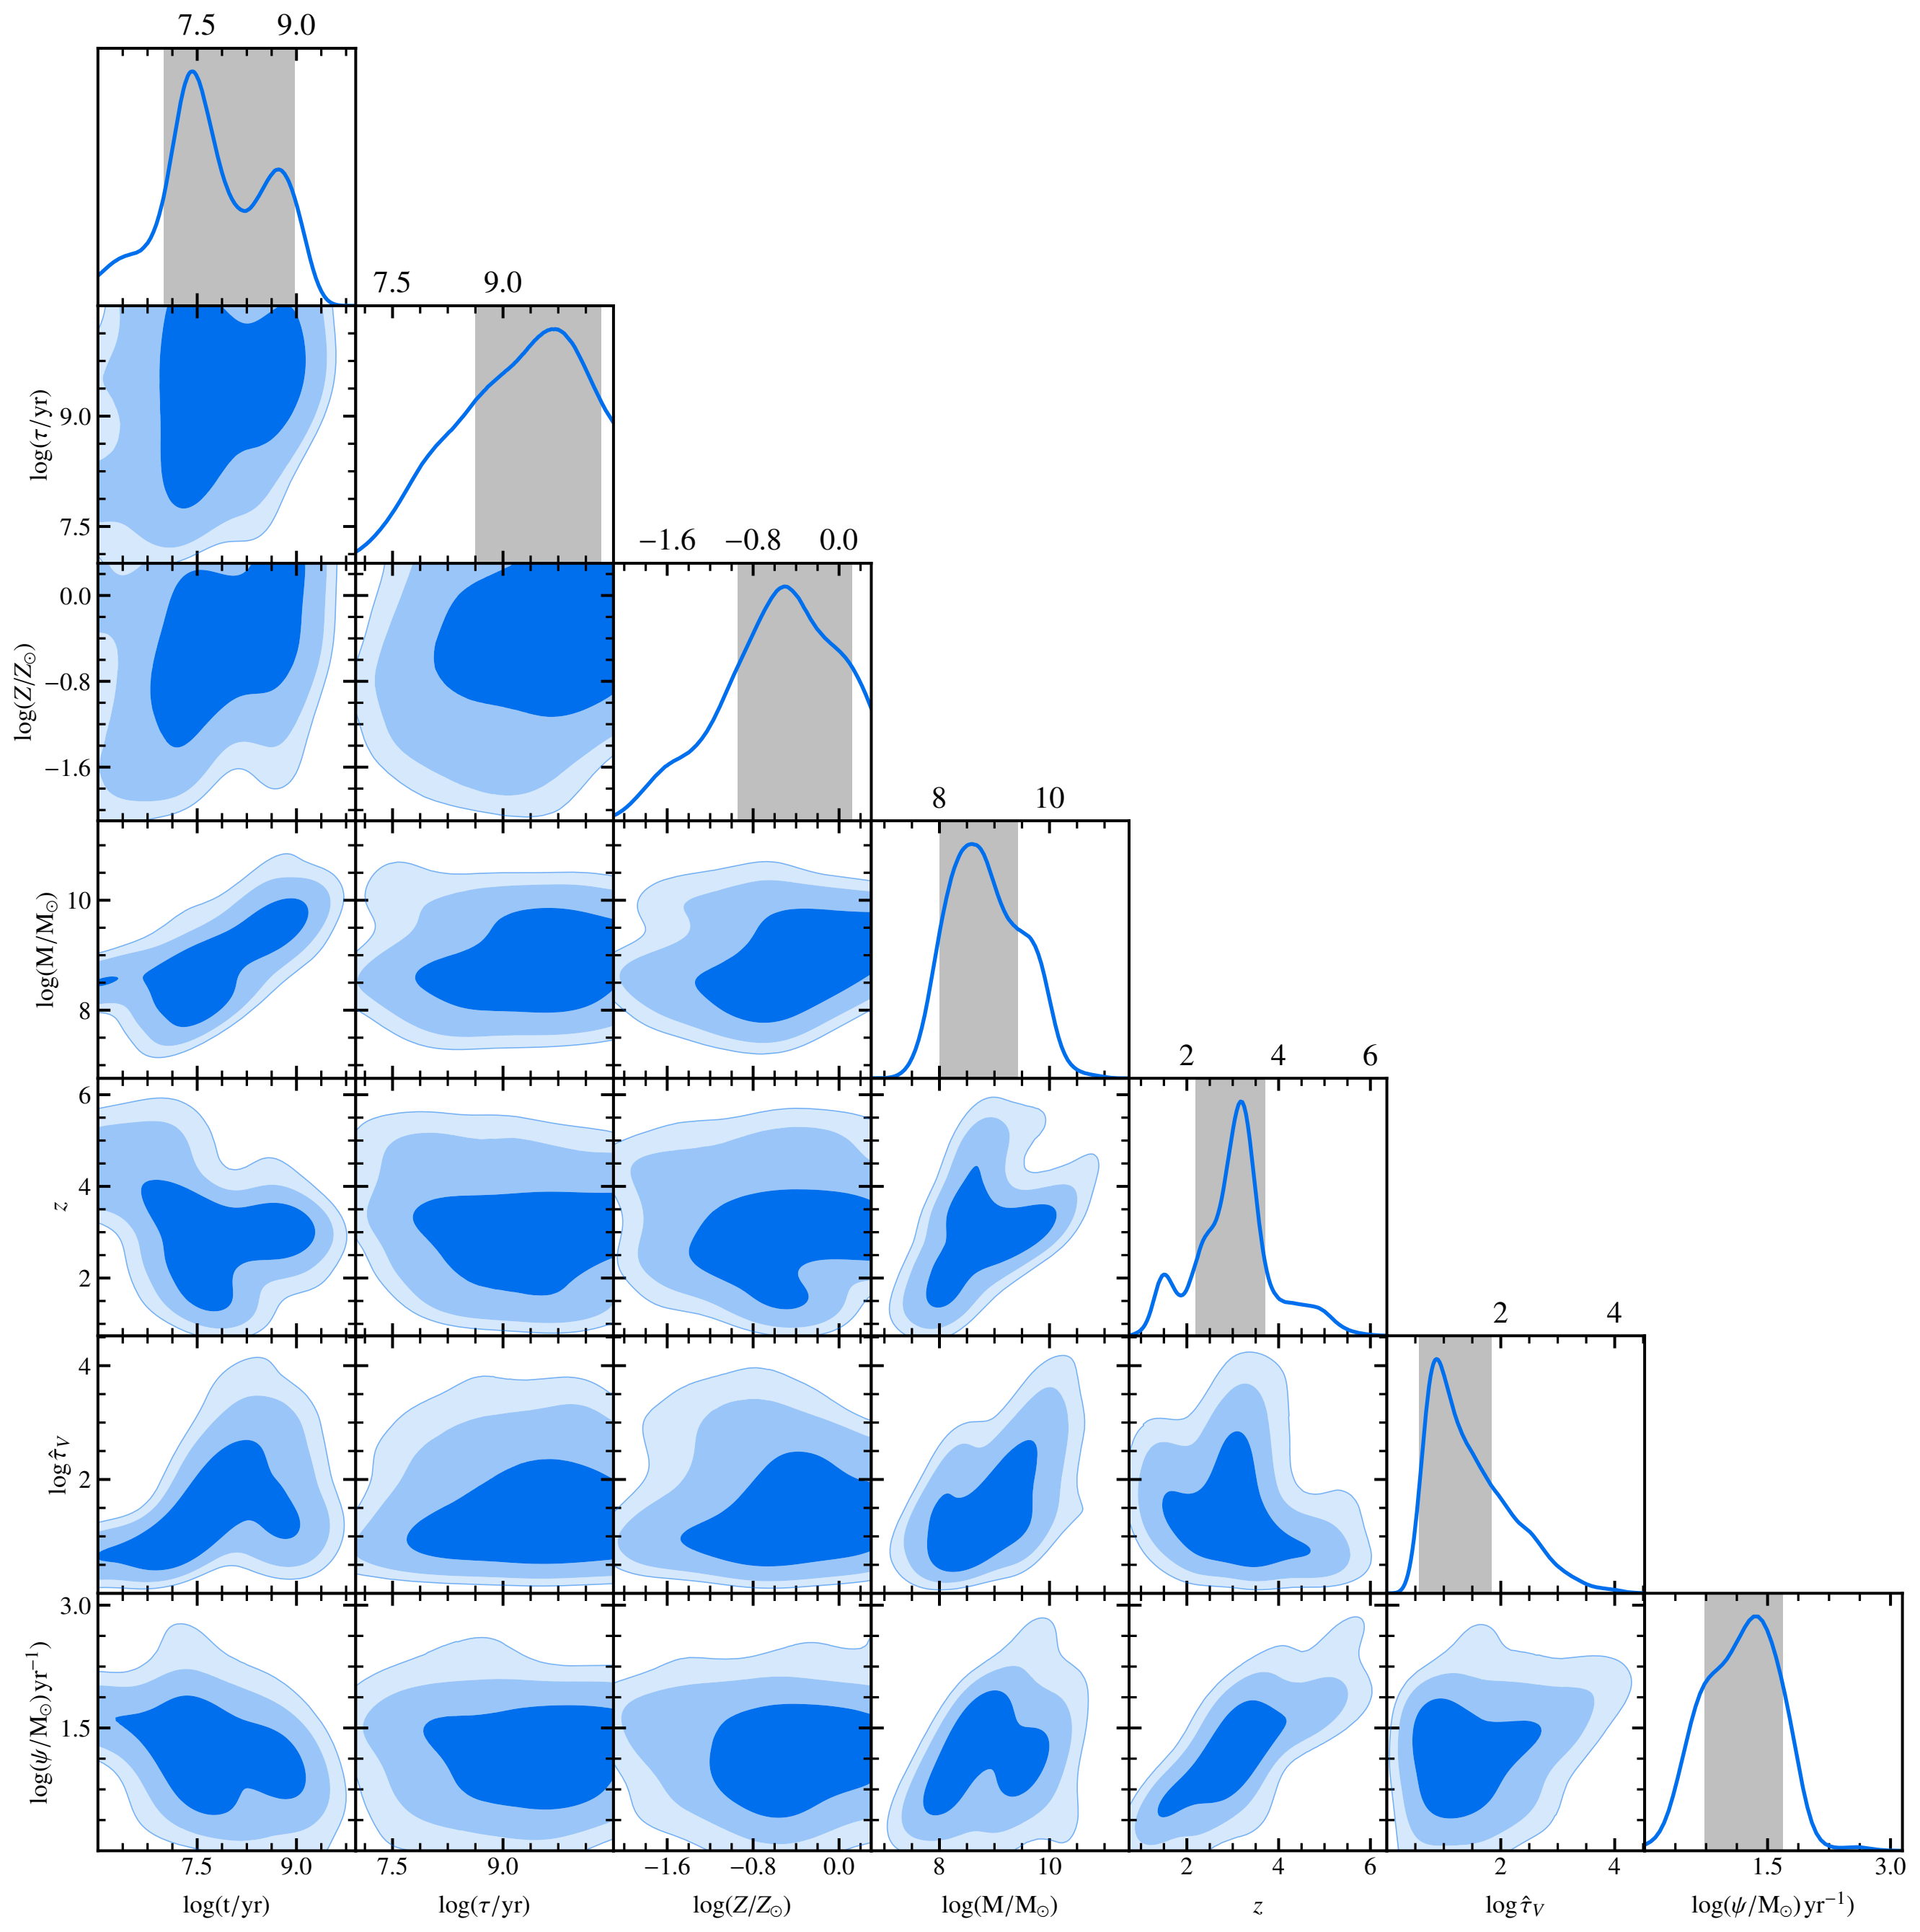 7.5 9.0
7.5 9.0
log(τ/yr)
9.0
7.5
−1.6 −0.8 0.0
log(Z/Z⊙)
0.0
−0.8
−1.6
8 10
log(M/M⊙)
10
8
2 4 6
z
6
4
2
2 4
log τ̂V
4
2
log(ψ/M⊙) yr⁻¹)
3.0
1.5
7.5 9.0 7.5 9.0 −1.6 −0.8 0.0 8 10 2 4 6 2 4 1.5 3.0
log(t/yr) log(τ/yr) log(Z/Z⊙) log(M/M⊙) z log τ̂V log(ψ/M⊙) yr⁻¹)